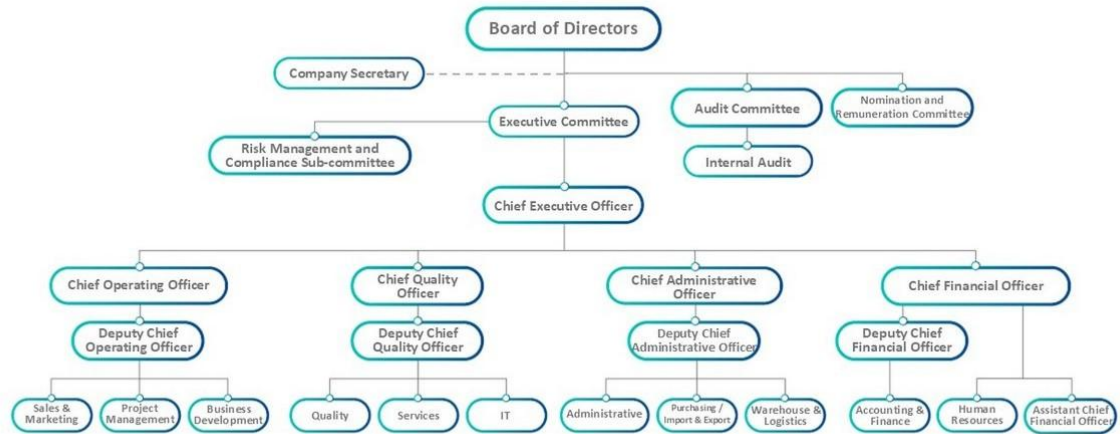 Board of Directors
Company Secretary
Audit Committee
Nomination and
Remuneration Committee
Executive Committee
Risk Management and
Compliance Sub-committee
Internal Audit
Chief Executive Officer
Chief Operating Officer
Chief Quality
Officer
Chief Administrative
Officer
Chief Financial Officer
Deputy Chief
Operating Officer
Deputy Chief
Quality Officer
Deputy Chief
Administrative Officer
Deputy Chief
Financial Officer
Sales &
Marketing
Project
Management
Business
Development
Quality
Services
IT
Administrative
Purchasing /
Import & Export
Warehouse &
Logistics
Accounting &
Finance
Human
Resources
Assistant Chief
Financial Officer